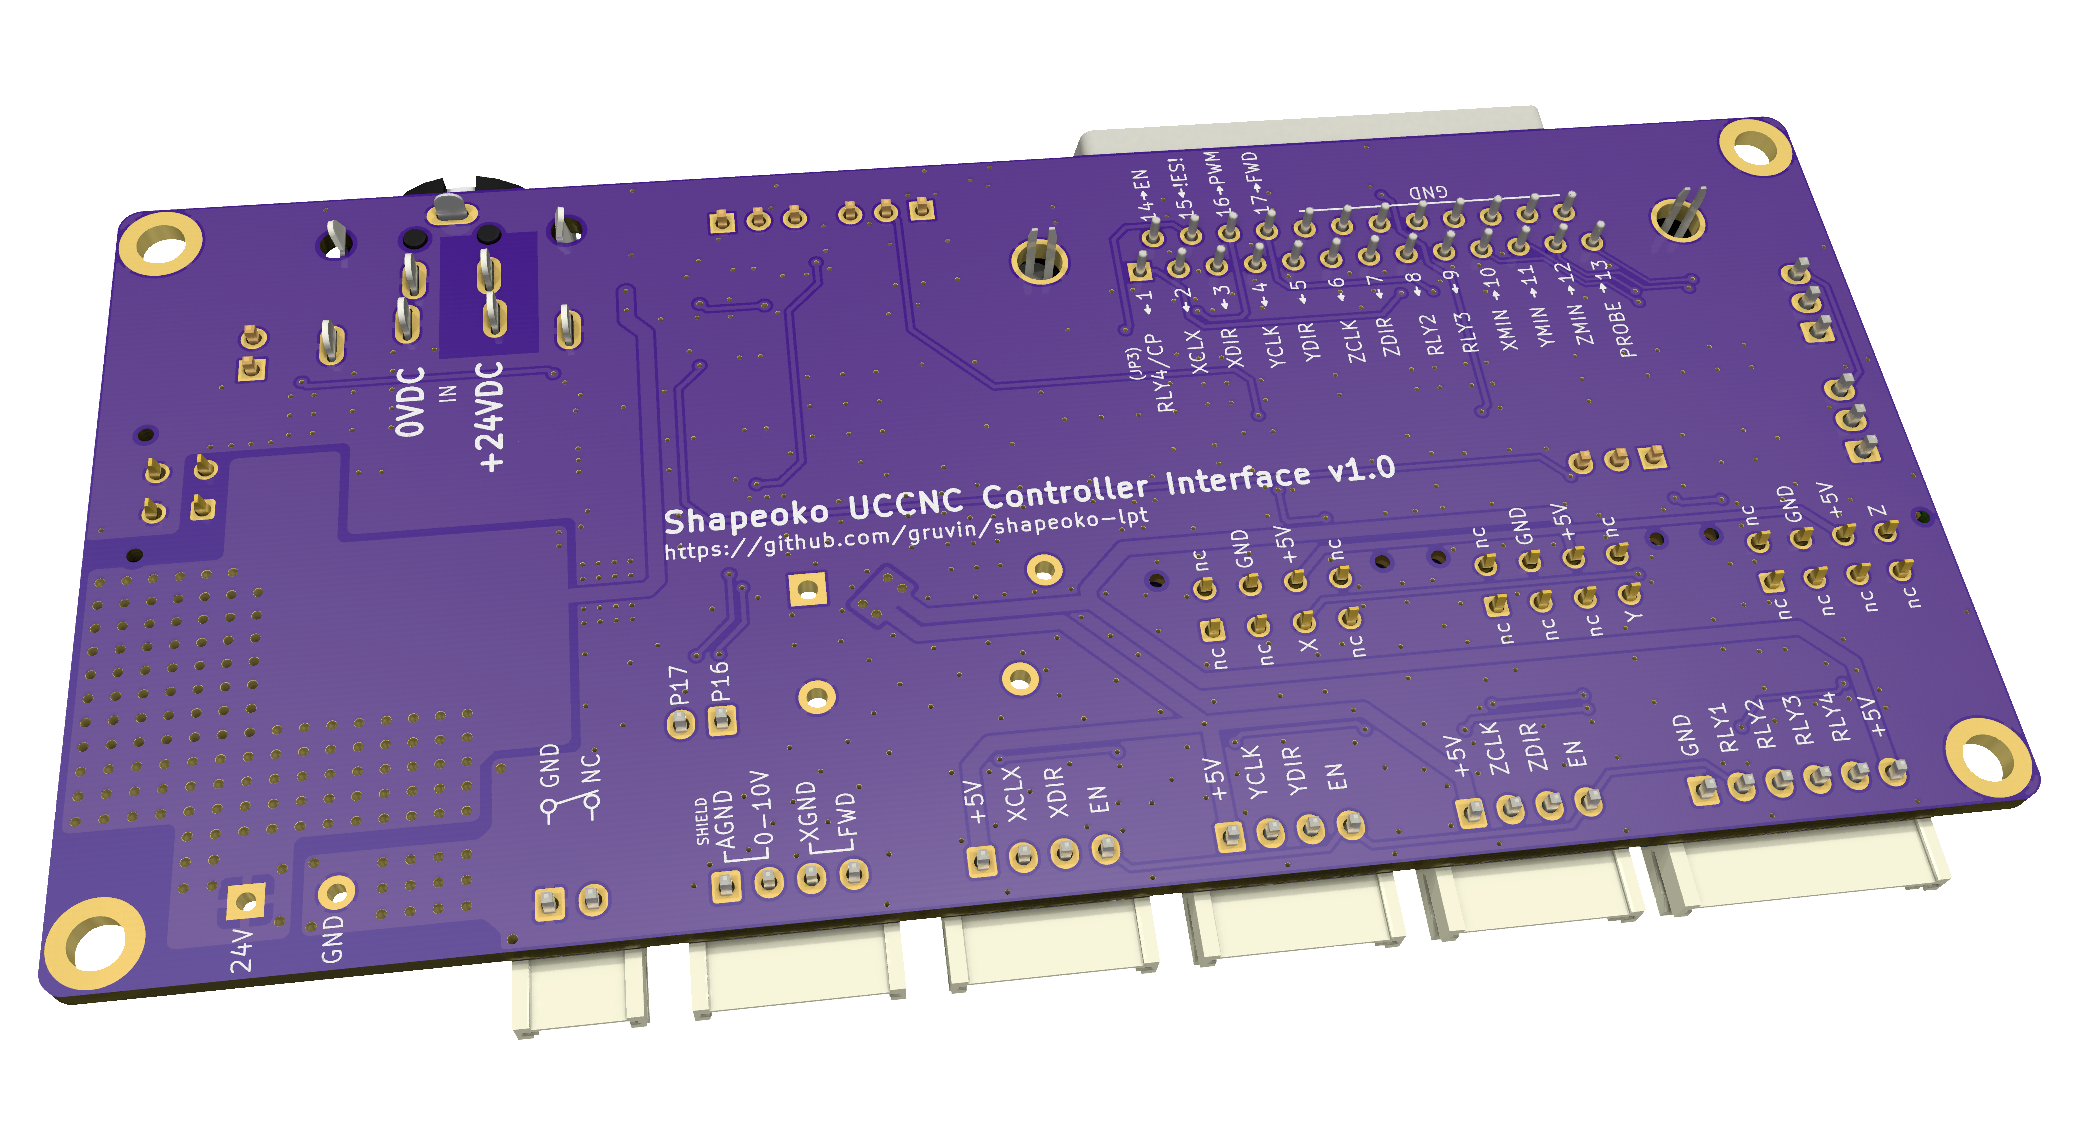 14→EN
15←!ES!
16→PWM
17→FWD
GND
←1
←2
←3
←4
←5
←6
←7
←8
←9
→10
→11
→12
→13
(JP3)
RLY4/CP
XCLX
XDIR
YCLK
YDIR
ZCLK
ZDIR
RLY2
RLY3
XMIN
YMIN
ZMIN
PROBE
0VDC
IN
+24VDC
Shapeoko UCCNC Controller Interface v1.0
https://github.com/gruvin/shapeoko-lpt
nc
GND
+5V
nc
nc
nc
X
nc
nc
GND
+5V
nc
nc
nc
nc
Y
nc
GND
+5V
Z
nc
nc
nc
nc
P17
P16
GND
NC
SHIELD
AGND
0-10V
XGND
FWD
+5V
XCLX
XDIR
EN
+5V
YCLK
YDIR
EN
+5V
ZCLK
ZDIR
EN
GND
RLY1
RLY2
RLY3
RLY4
+5V
24V
GND